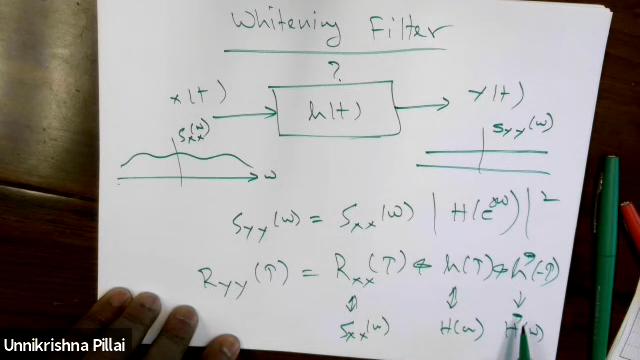 Whitening Filter
?
x(t) h(t) Y(t)
Sxx(ω) SYY(ω)
ω
SYY(ω) = Sxx(ω) |H(e^jω)|^2
RYY(τ) = Rxx(τ) * h(τ) * h*(-τ)
Sxx(ω) H(ω) H*(ω)
Unnikrishna Pillai